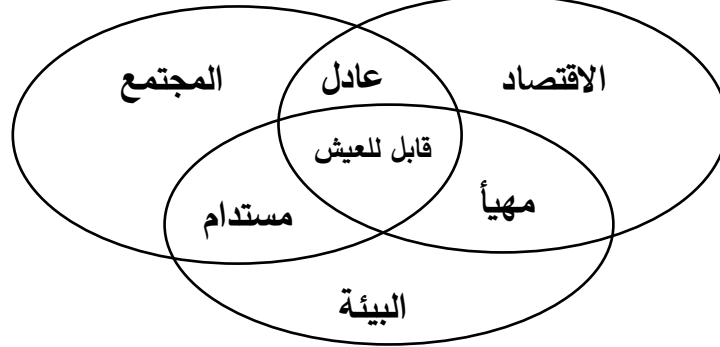 الاقتصاد
عادل
المجتمع
قابل للعيش
مهيأ
مستدام
البيئة